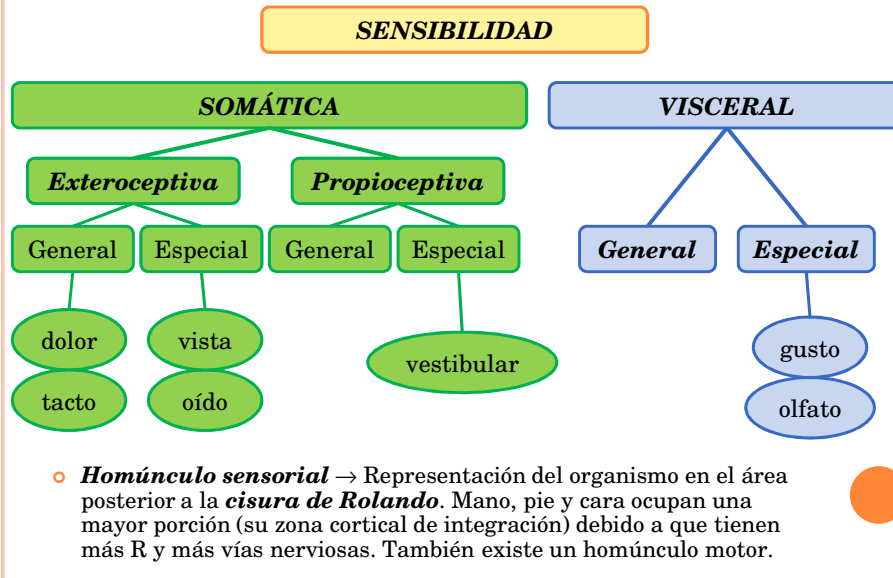 SENSIBILIDAD
SOMÁTICA
VISCERAL
Exteroceptiva
Propioceptiva
General
Especial
General
Especial
General
Especial
dolor
tacto
vista
oído
vestibular
gusto
olfato
Homúnculo sensorial → Representación del organismo en el área
posterior a la cisura de Rolando. Mano, pie y cara ocupan una
mayor porción (su zona cortical de integración) debido a que tienen
más R y más vías nerviosas. También existe un homúnculo motor.